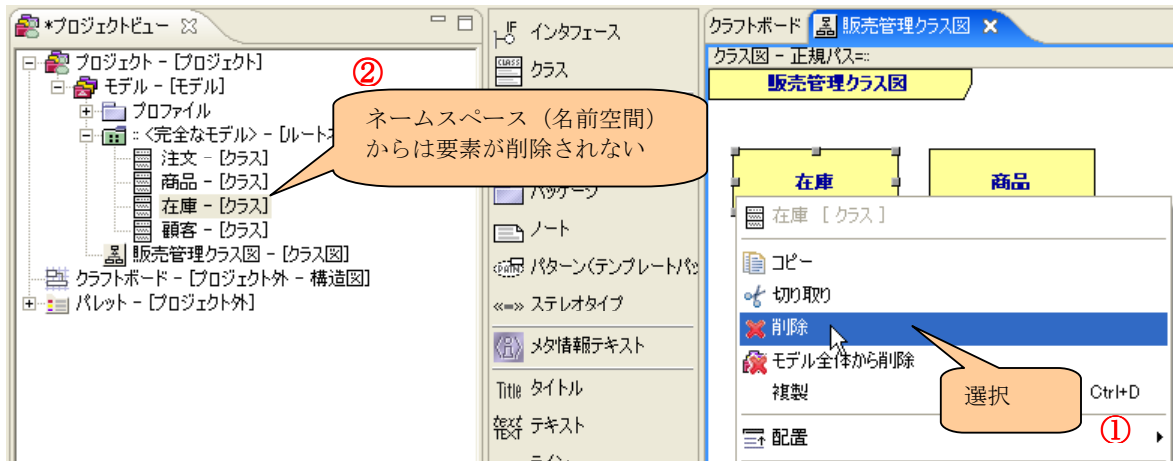 *プロジェクトビュー
プロジェクト - [プロジェクト]
②
モデル - [モデル]
プロファイル
:: <完全なモデル> - [ルートネ
注文 - [クラス]
商品 - [クラス]
在庫 - [クラス]
顧客 - [クラス]
販売管理クラス図 - [クラス図]
クラフトボード - [プロジェクト外 - 構造図]
パレット - [プロジェクト外]
ネームスペース（名前空間）
からは要素が削除されない
IF インタフェース
CLASS クラス
パッケージ
ノート
パターン(テンプレートパッ
«=» ステレオタイプ
メタ情報テキスト
Title タイトル
TEXT テキスト
クラフトボード
販売管理クラス図
クラス図 - 正規パス=::
販売管理クラス図
在庫
商品
在庫 [クラス]
コピー
切り取り
削除
モデル全体から削除
複製 Ctrl+D
配置
選択
①